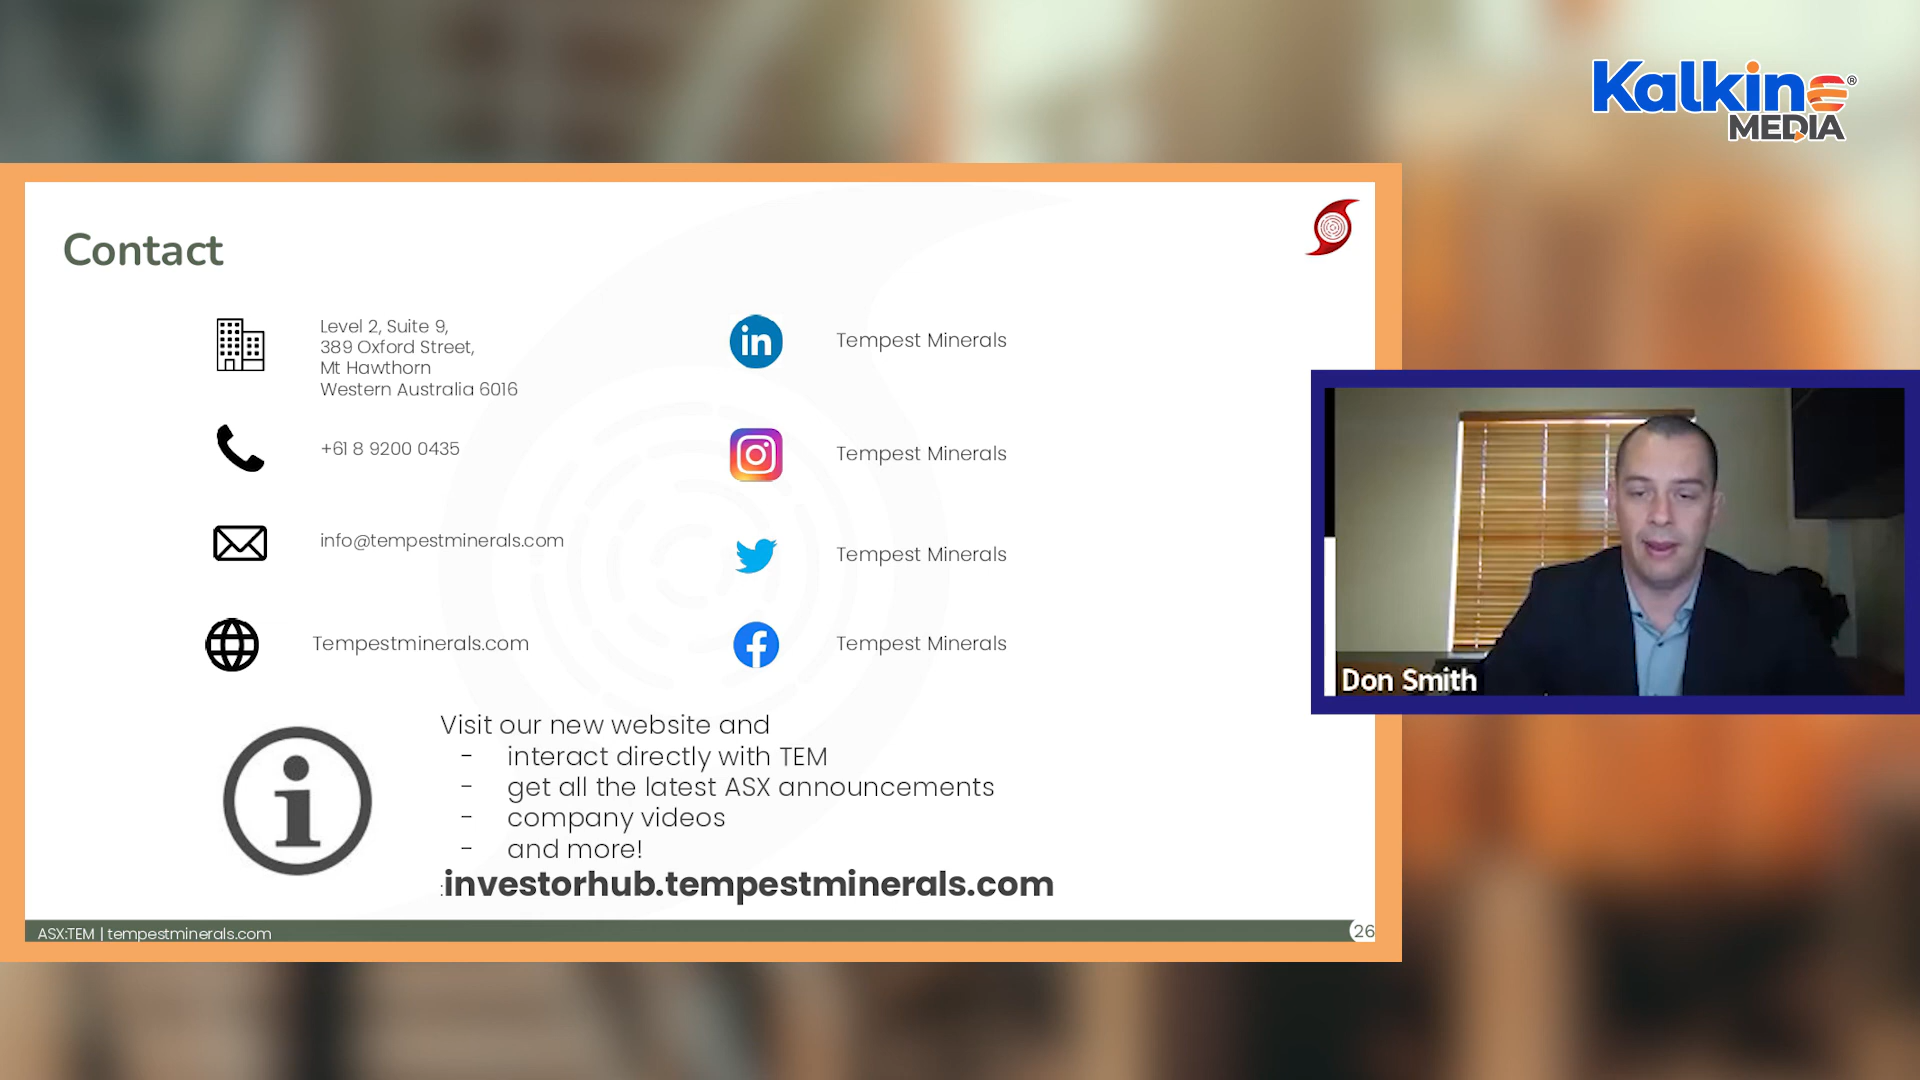 Kalkine®
MEDIA
Contact
Level 2, Suite 9,
389 Oxford Street,
Mt Hawthorn
Western Australia 6016
+61 8 9200 0435
info@tempestminerals.com
Tempestminerals.com
in
Tempest Minerals
Tempest Minerals
Tempest Minerals
f
Tempest Minerals
Visit our new website and
- interact directly with TEM
- get all the latest ASX announcements
- company videos
- and more!
:investorhub.tempestminerals.com
ASX:TEM | tempestminerals.com
26
Don Smith